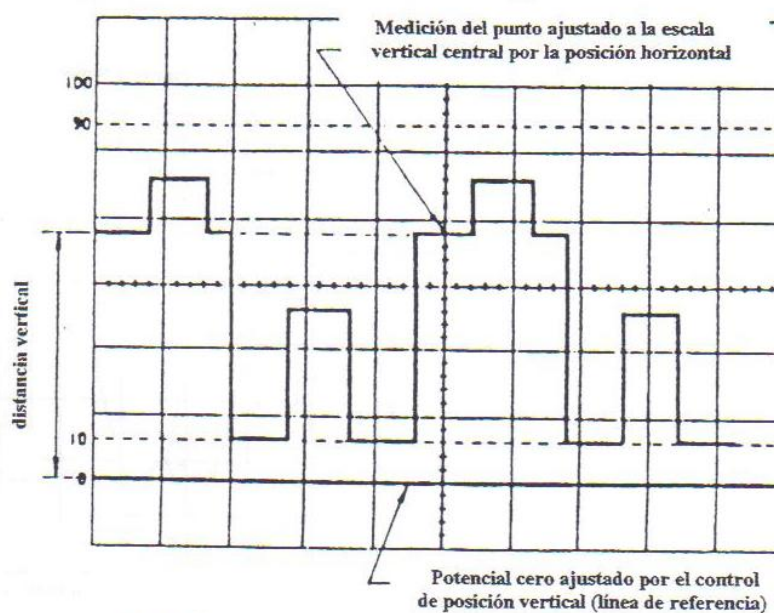 Medición del punto ajustado a la escala
vertical central por la posición horizontal
100
90
distancia vertical
10
0
Potencial cero ajustado por el control
de posición vertical (línea de referencia)